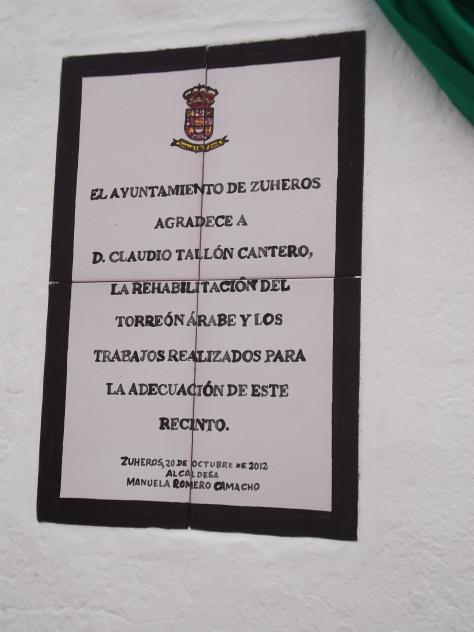 EL AYUNTAMIENTO DE ZUHEROS
AGRADECE A
D. CLAUDIO TALLÓN CANTERO,
LA REHABILITACIÓN DEL
TORREÓN ÁRABE Y LOS
TRABAJOS REALIZADOS PARA
LA ADECUACIÓN DE ESTE
RECINTO.
ZUHEROS, 20 DE OCTUBRE DE 2012
ALCALDESA
MANUELA ROMERO CAMACHO